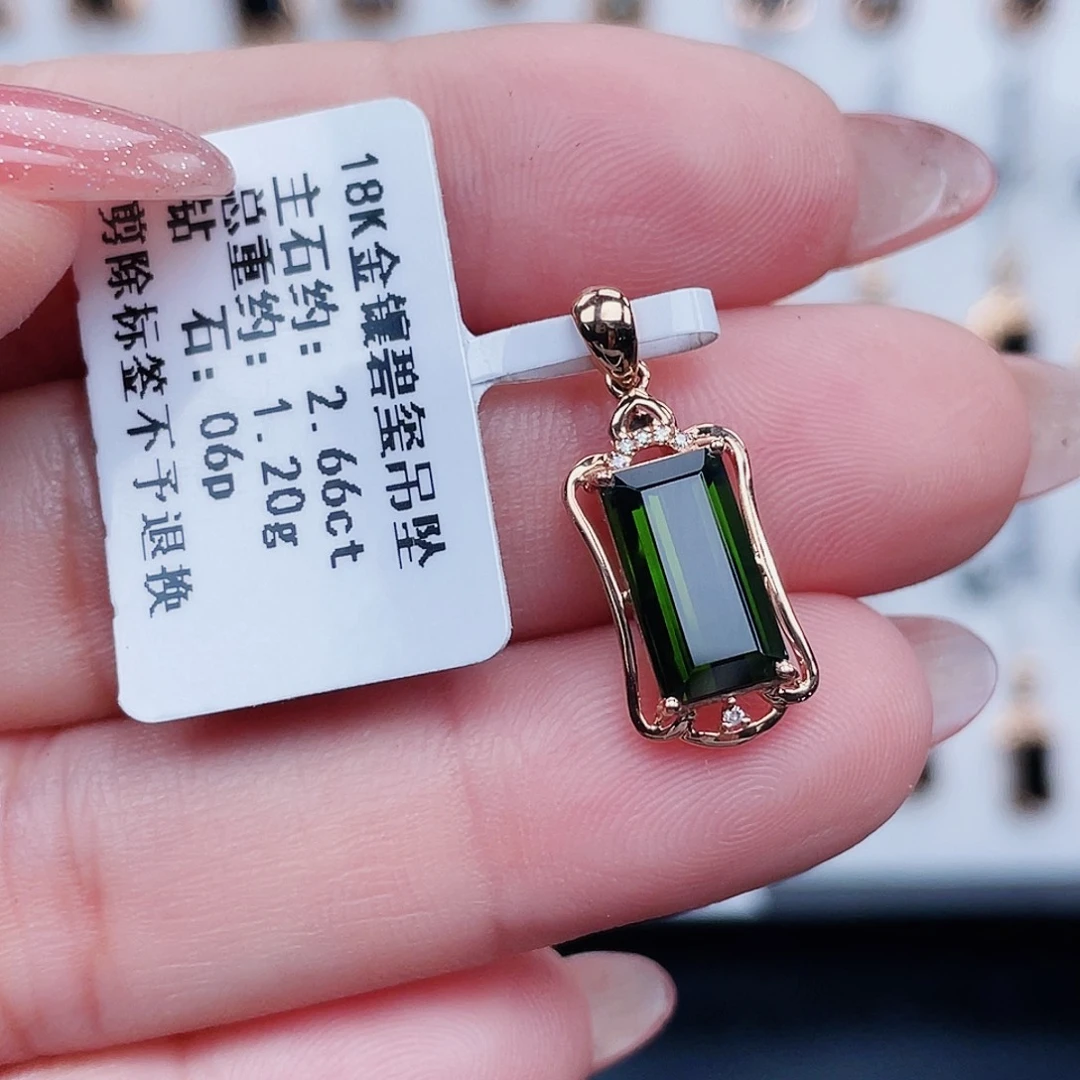 18K金镶碧玺吊坠
主石约: 2.66ct
总重约: 1.20g
钻 石: 06p
剪除标签不予退换